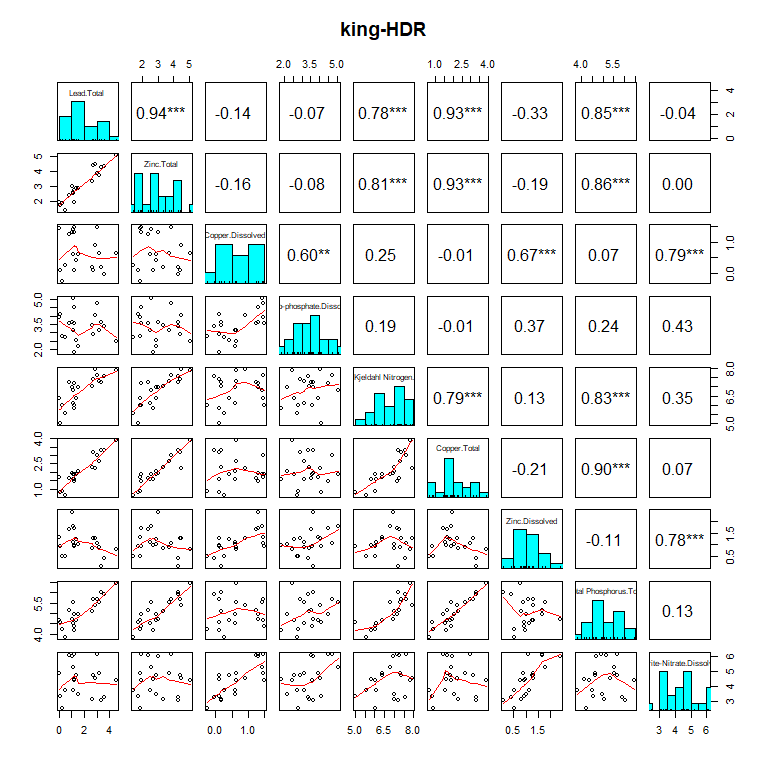 king-HDR
2 3 4 5 2.0 3.5 5.0 1.0 2.5 4.0 4.0 5.5
Lead.Total 0.94*** -0.14 -0.07 0.78*** 0.93*** -0.33 0.85*** -0.04 0 2 4
2 3 4 5 Zinc.Total -0.16 -0.08 0.81*** 0.93*** -0.19 0.86*** 0.00
Copper.Dissolved 0.60** 0.25 -0.01 0.67*** 0.07 0.79*** 0.0 1.0
2.0 3.5 5.0 o-phosphate.Disso 0.19 -0.01 0.37 0.24 0.43
Kjeldahl Nitrogen. 0.79*** 0.13 0.83*** 0.35 5.0 6.5 8.0
1.0 2.5 4.0 Copper.Total -0.21 0.90*** 0.07
Zinc.Dissolved -0.11 0.78*** 0.5 1.5
4.0 5.5 tal Phosphorus.To 0.13
ite-Nitrate.Dissolv 3 4 5 6
0 2 4 0.0 1.0 5.0 6.5 8.0 0.5 1.5 3 4 5 6